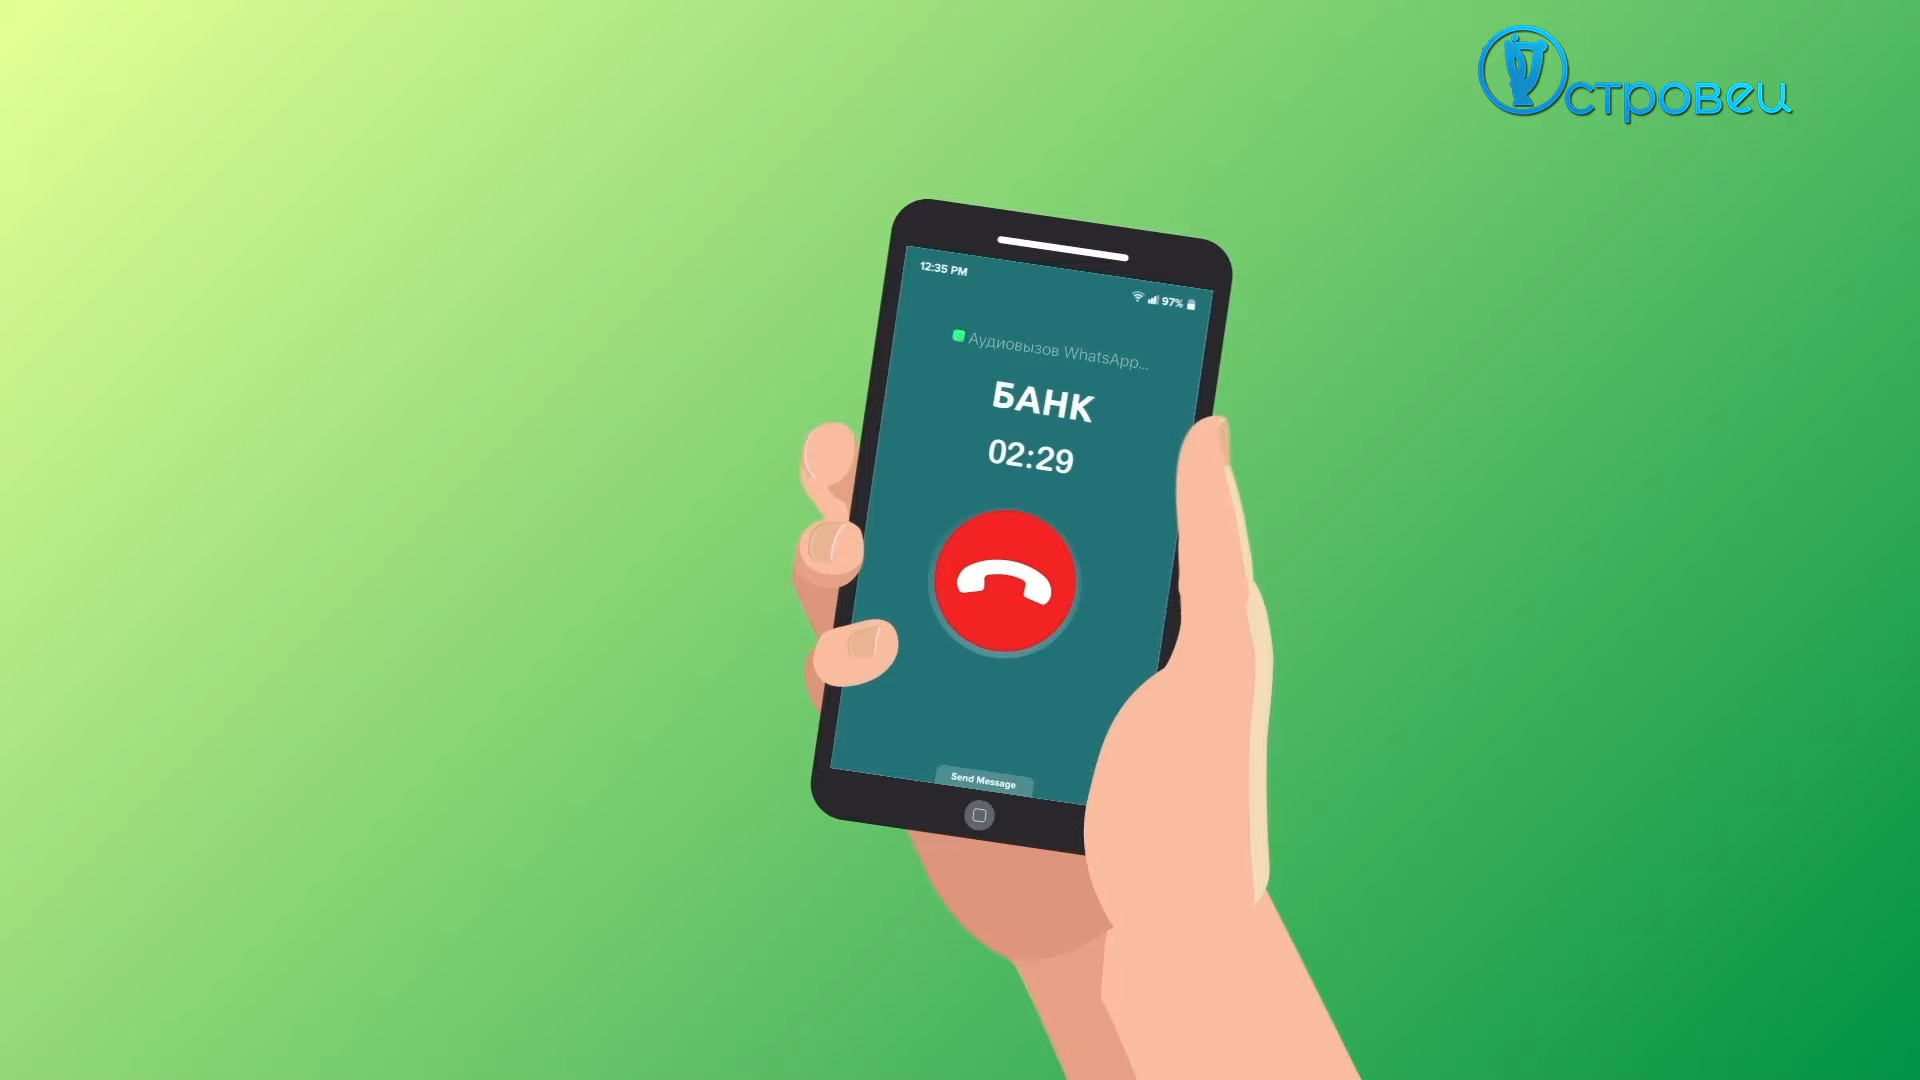 Островец
12:35 PM
97%
Аудиовызов WhatsApp...
БАНК
02:29
Send Message